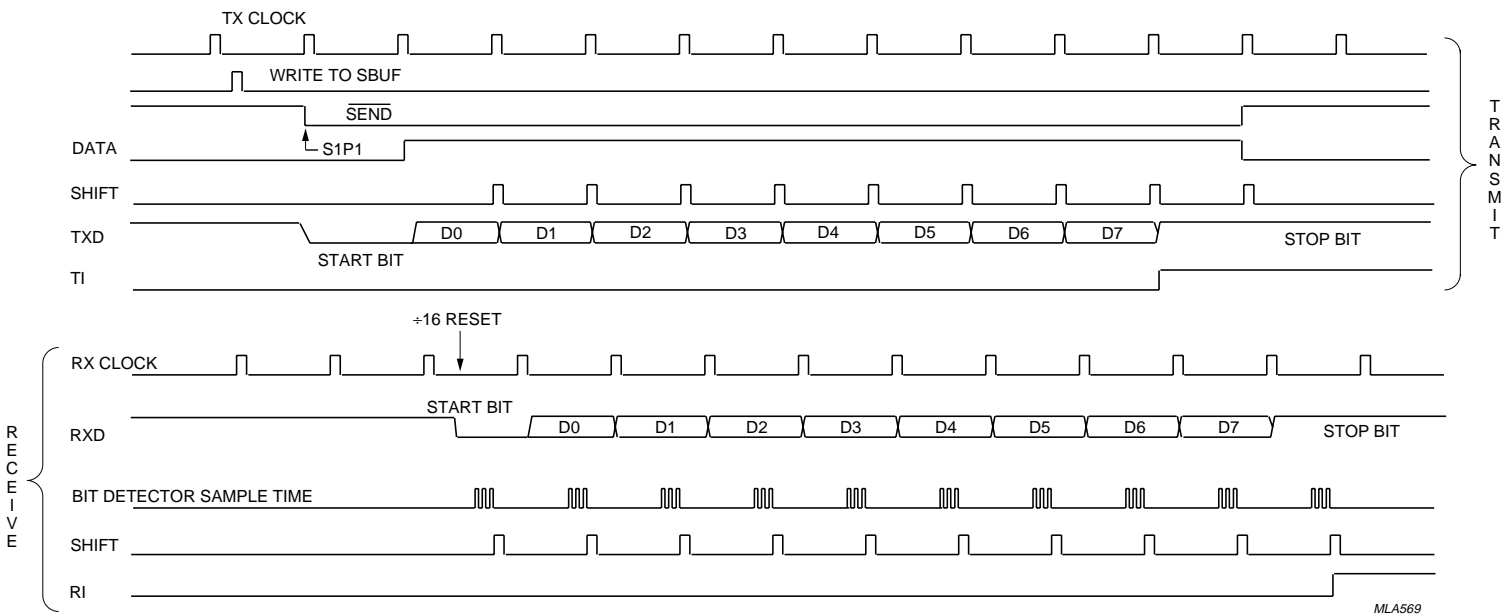 TX CLOCK
WRITE TO SBUF
SEND
DATA
S1P1
SHIFT
TXD
D0 D1 D2 D3 D4 D5 D6 D7
START BIT
STOP BIT
TI
TRANSMIT
÷16 RESET
RX CLOCK
START BIT
RXD
D0 D1 D2 D3 D4 D5 D6 D7
STOP BIT
BIT DETECTOR SAMPLE TIME
SHIFT
RI
RECEIVE
MLA569